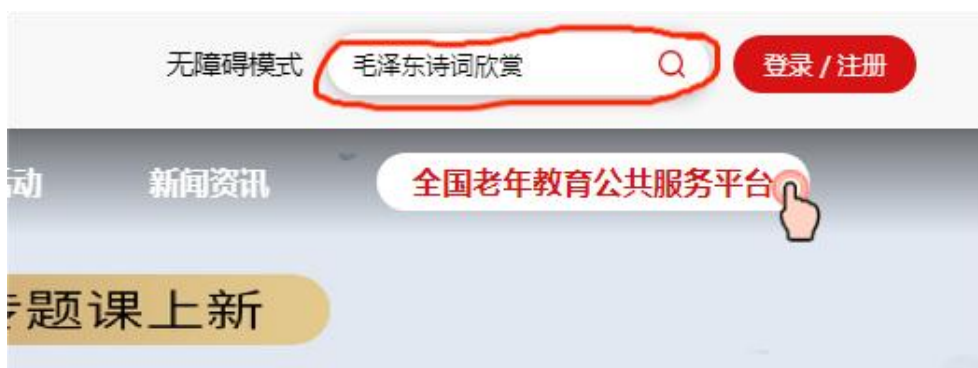 无障碍模式 毛泽东诗词欣赏 登录 / 注册
动 新闻资讯 全国老年教育公共服务平台
题课上新